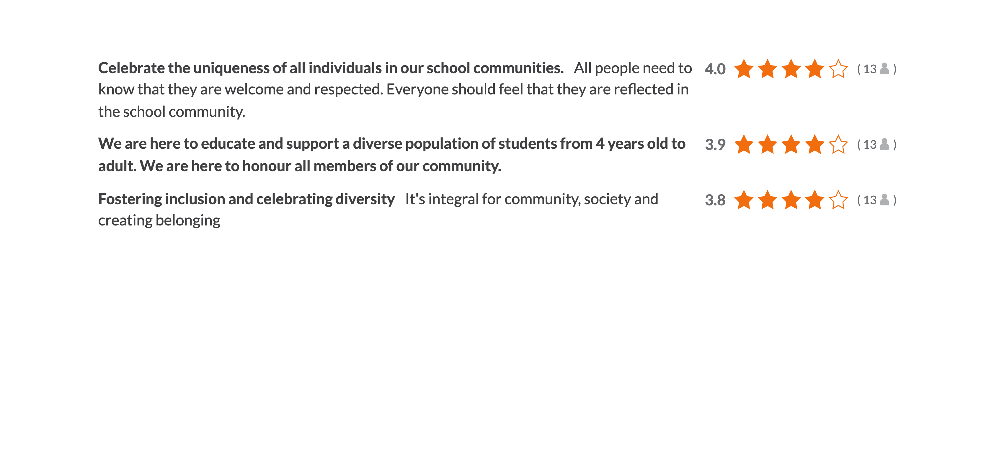 Celebrate the uniqueness of all individuals in our school communities. All people need to 4.0 ( 13 )
know that they are welcome and respected. Everyone should feel that they are reflected in
the school community.
We are here to educate and support a diverse population of students from 4 years old to 3.9 ( 13 )
adult. We are here to honour all members of our community.
Fostering inclusion and celebrating diversity It's integral for community, society and 3.8 ( 13 )
creating belonging